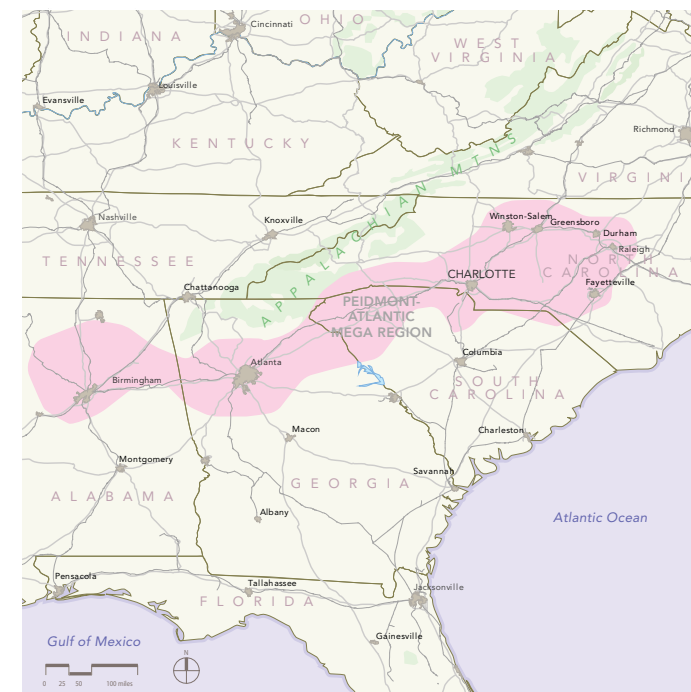 OHIO
Cincinnati
INDIANA
WEST
VIRGINIA
Louisville
Evansville
Richmond
KENTUCKY
APPALACHIAN MTNS
VIRGINI
Nashville
Knoxville
Winston-Salem
Greensboro
Durham
Raleigh
TENNESSEE
NORTH
CAROLINA
CHARLOTTE
Chattanooga
Fayetteville
PEIDMONT-
ATLANTIC
MEGA REGION
Columbia
Atlanta
Birmingham
SOUTH
CAROLINA
Macon
Charleston
Montgomery
Savannah
GEORGIA
ALABAMA
Albany
Atlantic Ocean
Pensacola
Tallahassee
Jacksonville
FLORIDA
Gainesville
Gulf of Mexico
N
0 25 50 100 miles